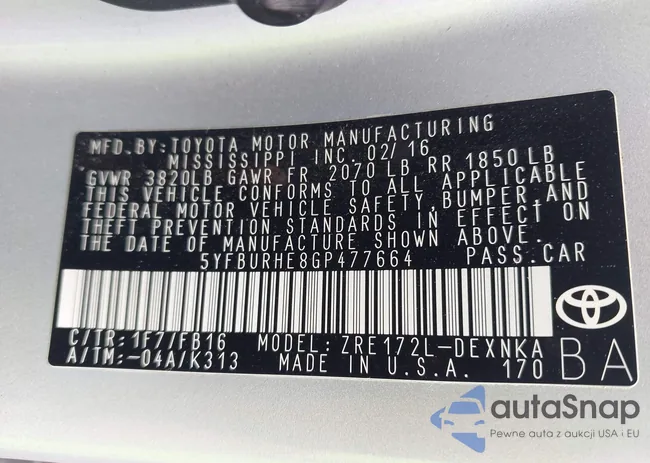 MFD.BY:TOYOTA MOTOR MANUFACTURING
MISSISSIPPI INC. 02/16
GVWR 3820LB GAWR FR 2070 LB RR 1850 LB
THIS VEHICLE CONFORMS TO ALL APPLICABLE
FEDERAL MOTOR VEHICLE SAFETY,BUMPER,AND
THEFT PREVENTION STANDARDS IN EFFECT ON
THE DATE OF MANUFACTURE SHOWN ABOVE.
5YFBURHE8GP477664 PASS.CAR
C/TR:1F77/FB16 MODEL:ZRE172L-DEXNKA
A/TM:-04A/K313 MADE IN U.S.A. 170 BA
autaSnap
Pewne auta z aukcji USA i EU